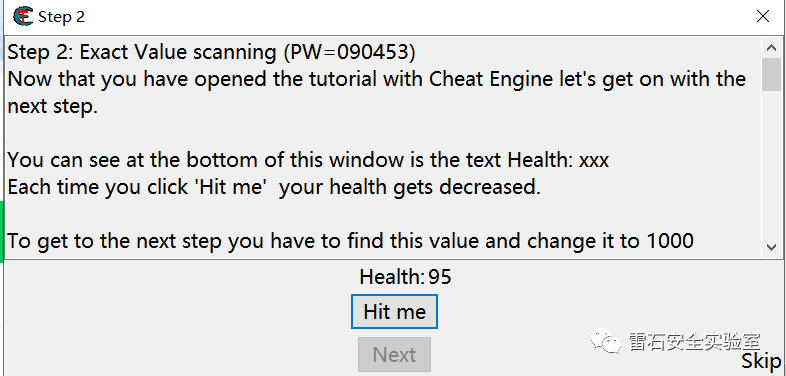 Step 2
Step 2: Exact Value scanning (PW=090453)
Now that you have opened the tutorial with Cheat Engine let's get on with the
next step.
You can see at the bottom of this window is the text Health: xxx
Each time you click 'Hit me'  your health gets decreased.
To get to the next step you have to find this value and change it to 1000
Health: 95
Hit me
Next
雷石安全实验室
Skip